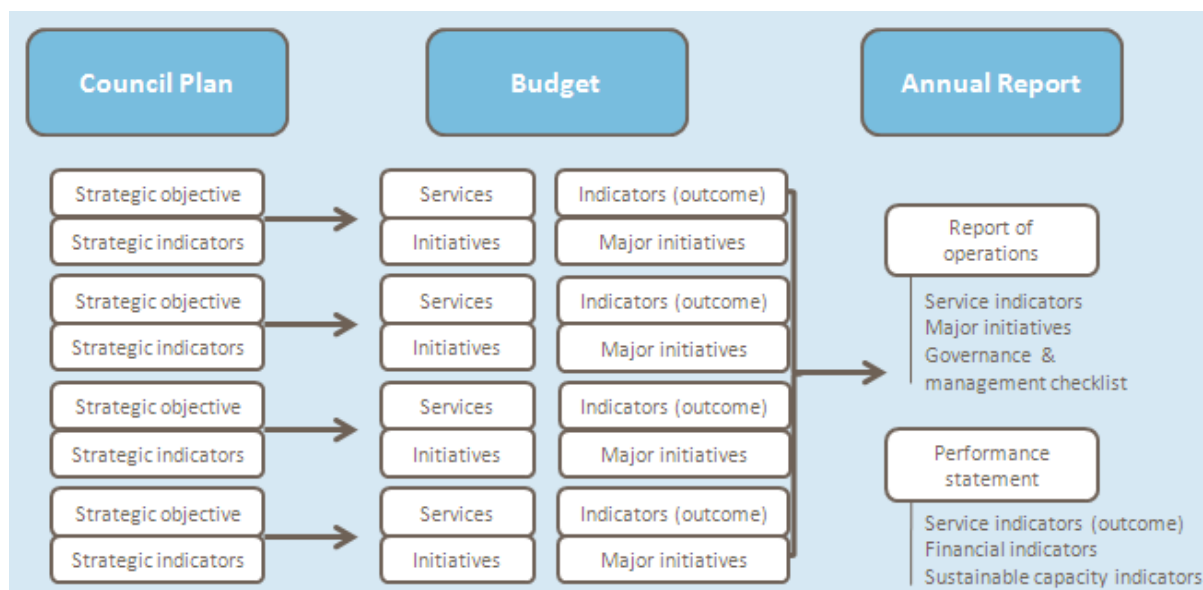 Council Plan
Budget
Annual Report
Strategic objective
Strategic indicators
Services
Initiatives
Indicators (outcome)
Major initiatives
Strategic objective
Strategic indicators
Services
Initiatives
Indicators (outcome)
Major initiatives
Strategic objective
Strategic indicators
Services
Initiatives
Indicators (outcome)
Major initiatives
Strategic objective
Strategic indicators
Services
Initiatives
Indicators (outcome)
Major initiatives
Report of
operations
Service indicators
Major initiatives
Governance &
management checklist
Performance
statement
Service indicators (outcome)
Financial indicators
Sustainable capacity indicators